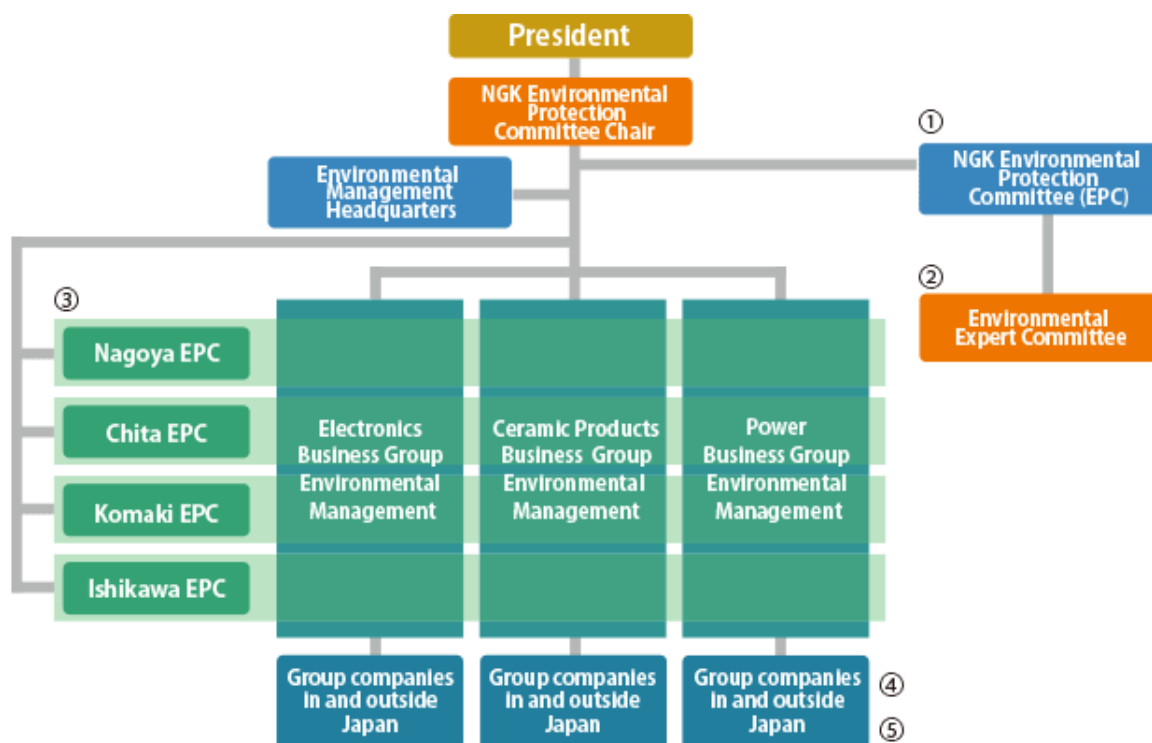 President
NGK Environmental
Protection
Committee Chair
①
NGK Environmental
Protection
Committee (EPC)
Environmental
Management
Headquarters
②
Environmental
Expert Committee
③
Nagoya EPC
Chita EPC
Komaki EPC
Ishikawa EPC
Electronics
Business Group
Environmental
Management
Ceramic Products
Business Group
Environmental
Management
Power
Business Group
Environmental
Management
Group companies
in and outside
Japan
Group companies
in and outside
Japan
Group companies
in and outside
Japan
④
⑤